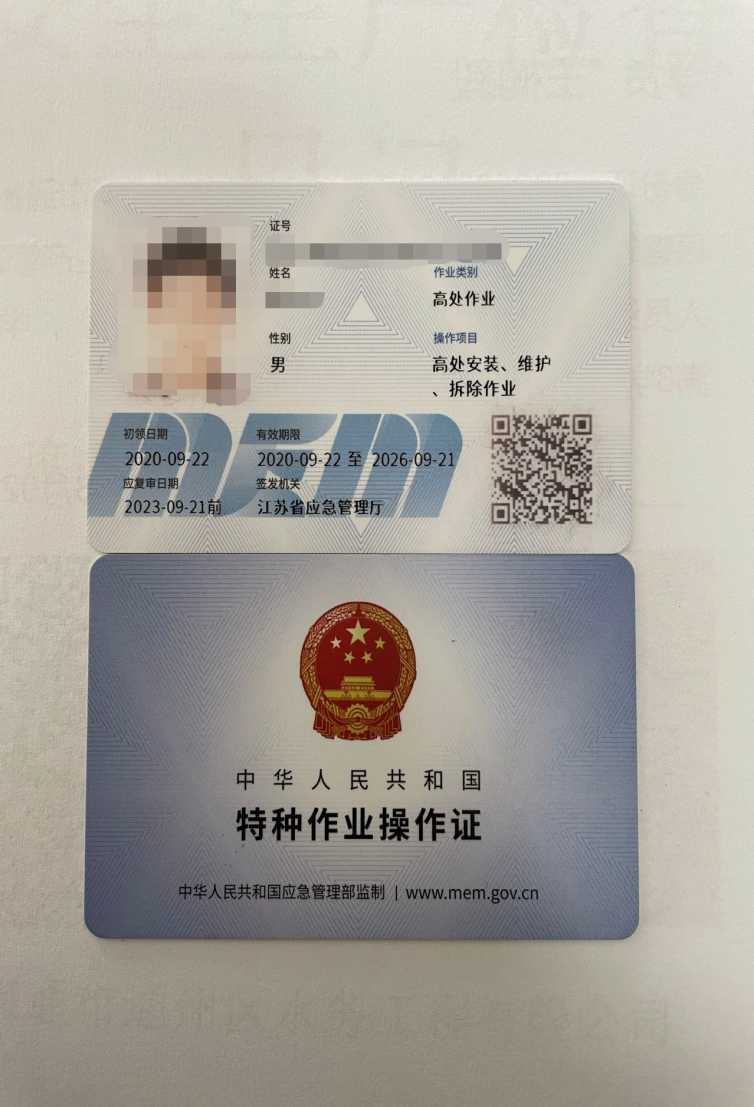 证号
姓名
作业类别
高处作业
性别
操作项目
男
高处安装、维护
、拆除作业
初领日期
有效期限
2020-09-22
2020-09-22 至 2026-09-21
应复审日期
签发机关
2023-09-21前
江苏省应急管理厅
MEM
中华人民共和国
特种作业操作证
中华人民共和国应急管理部监制 | www.mem.gov.cn